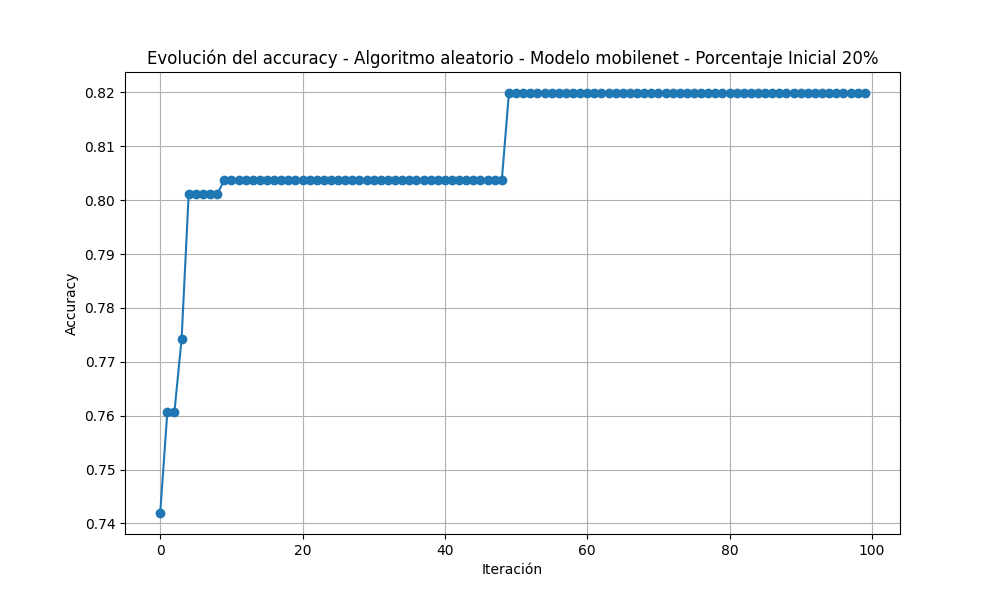 Evolución del accuracy - Algoritmo aleatorio - Modelo mobilenet - Porcentaje Inicial 20%
0.82
0.81
0.80
0.79
0.78
0.77
0.76
0.75
0.74
Accuracy
0 20 40 60 80 100
Iteración